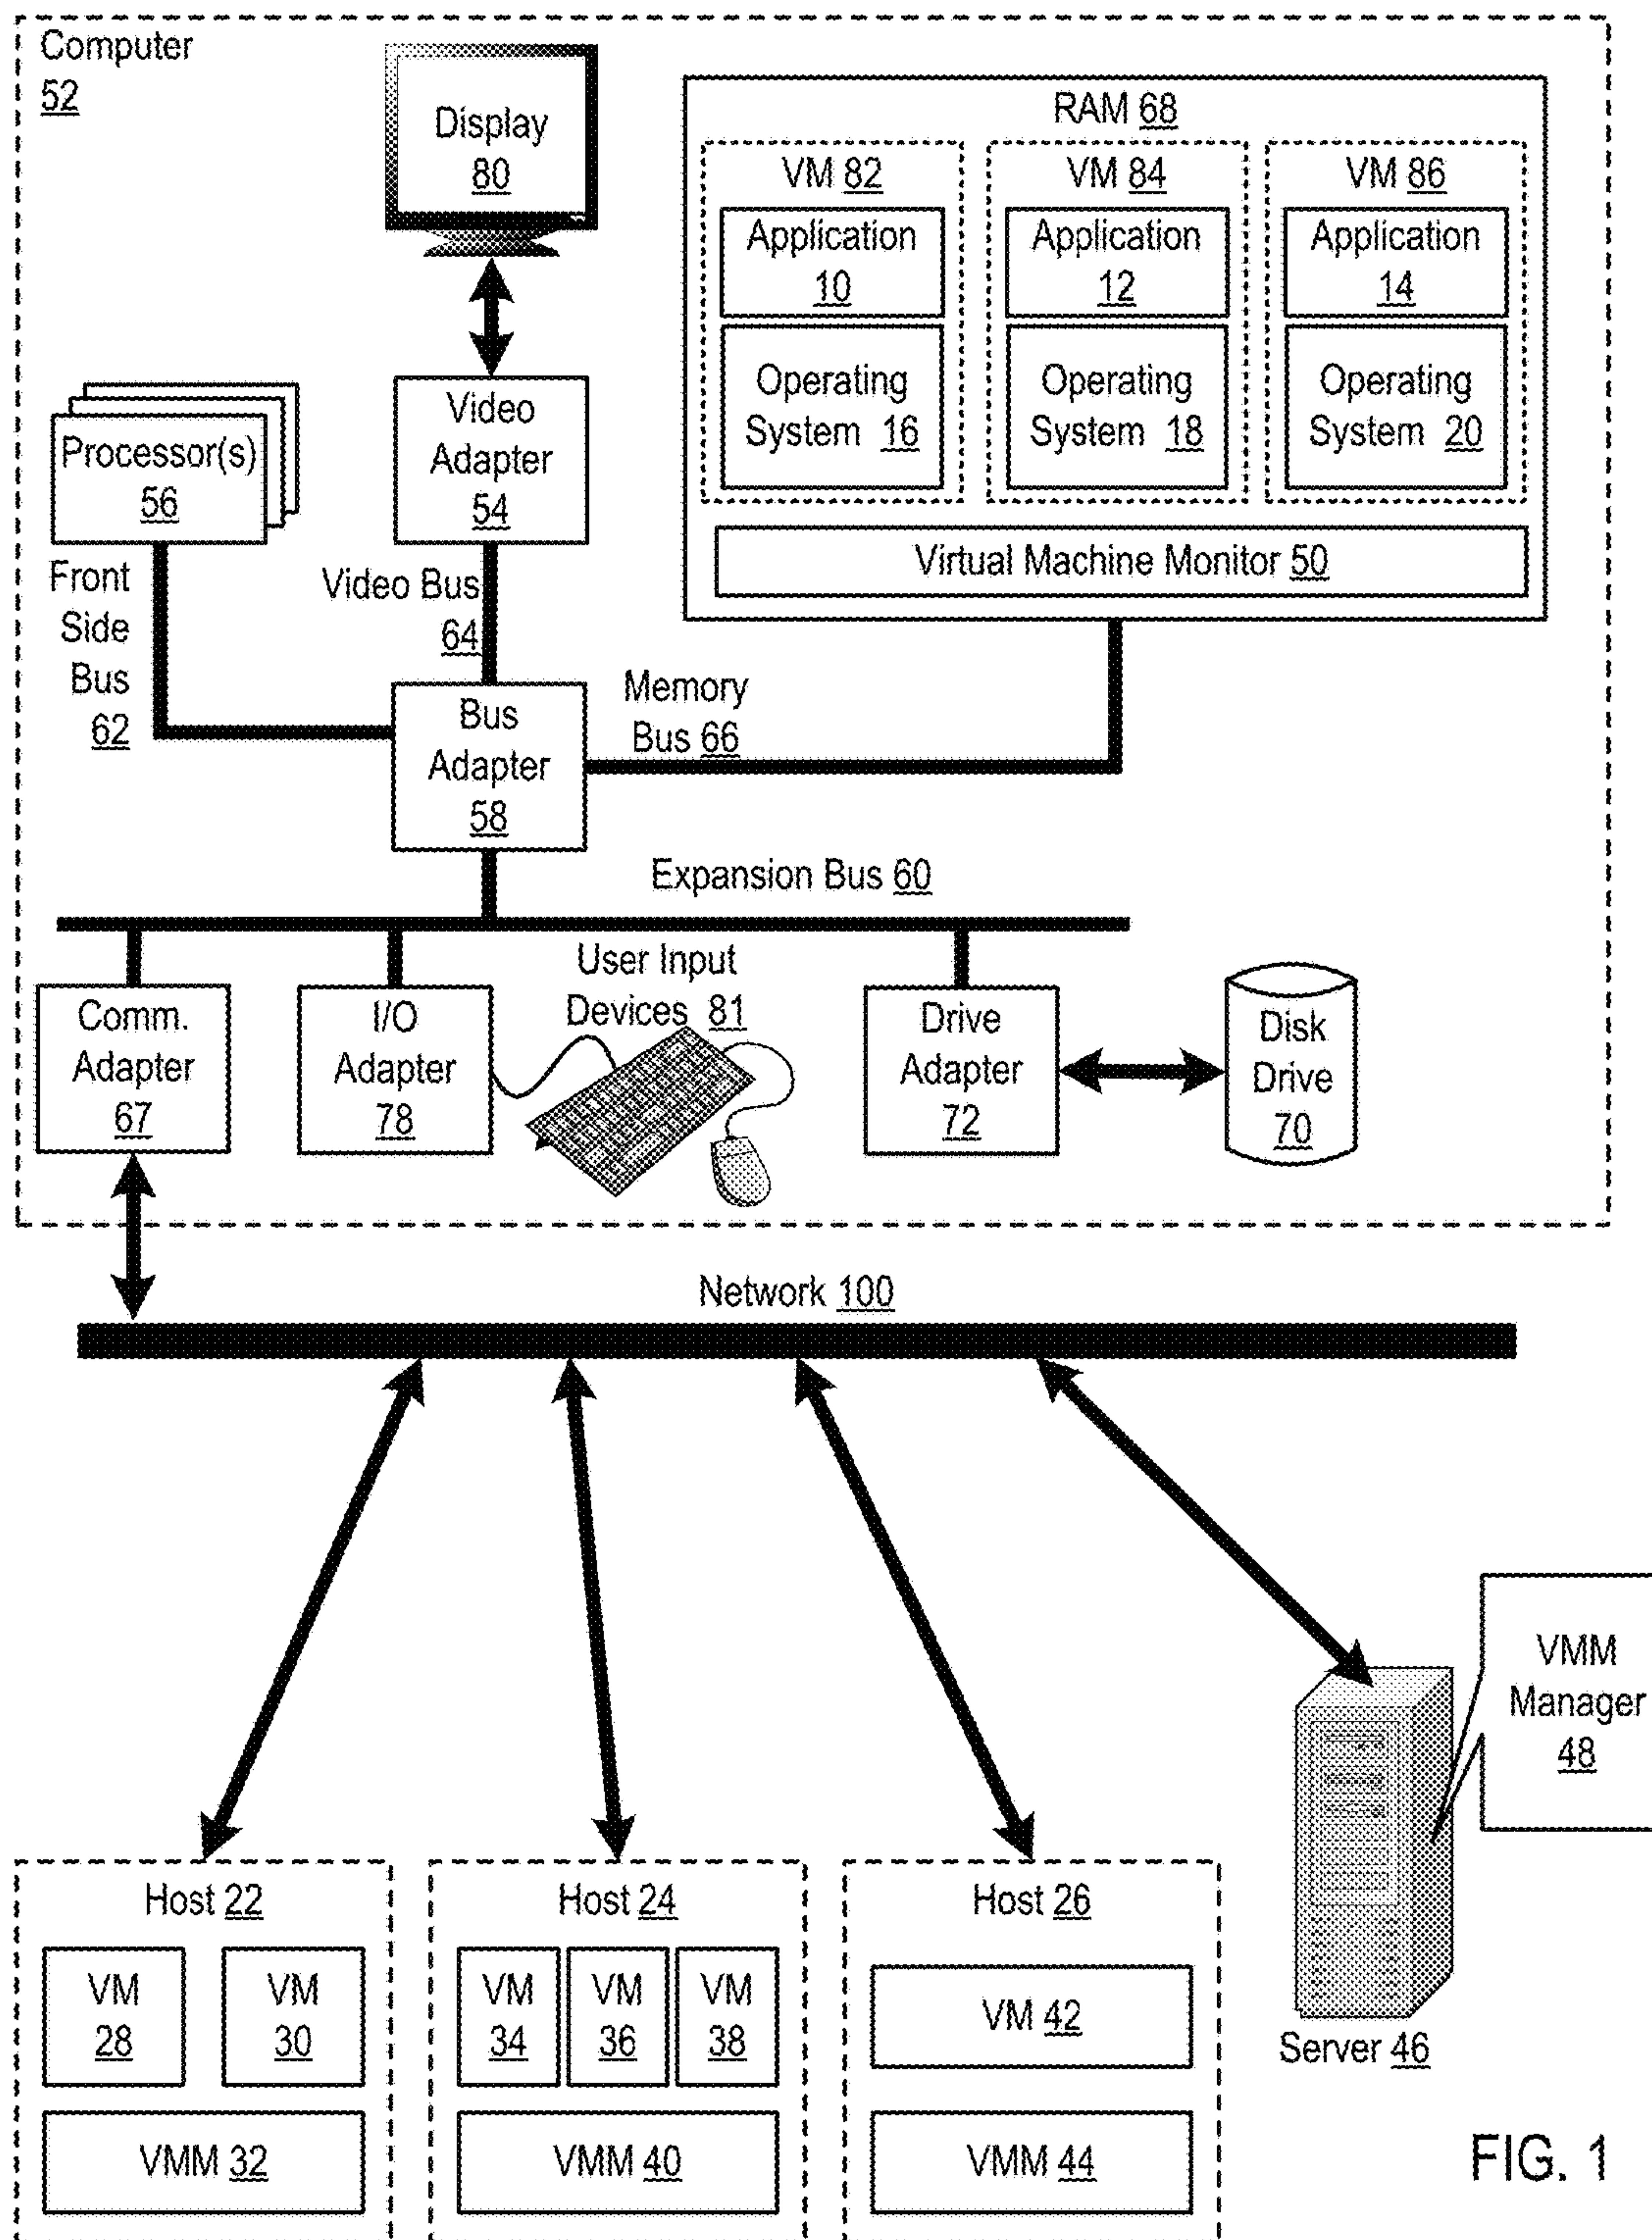 Computer
52
Display
80
RAM 68
VM 82
VM 84
VM 86
Application
10
Application
12
Application
14
Operating
System 16
Operating
System 18
Operating
System 20
Virtual Machine Monitor 50
Processor(s)
56
Video
Adapter
54
Front
Side
Bus
62
Video Bus
64
Bus
Adapter
58
Memory
Bus 66
Expansion Bus 60
Comm.
Adapter
67
I/O
Adapter
78
User Input
Devices 81
Drive
Adapter
72
Disk
Drive
70
Network 100
VMM
Manager
48
Server 46
Host 22
VM
28
VM
30
VMM 32
Host 24
VM
34
VM
36
VM
38
VMM 40
Host 26
VM 42
VMM 44
FIG. 1